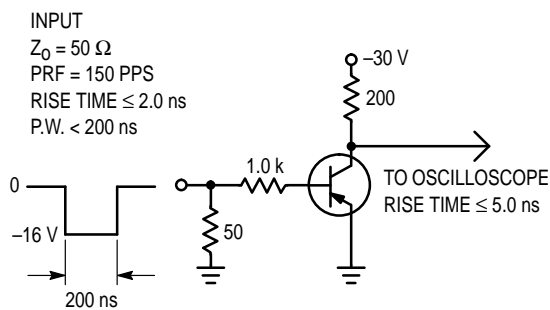 INPUT
Z₀ = 50 Ω
PRF = 150 PPS
RISE TIME ≤ 2.0 ns
P.W. < 200 ns
–30 V
200
1.0 k
TO OSCILLOSCOPE
RISE TIME ≤ 5.0 ns
0
50
–16 V
200 ns